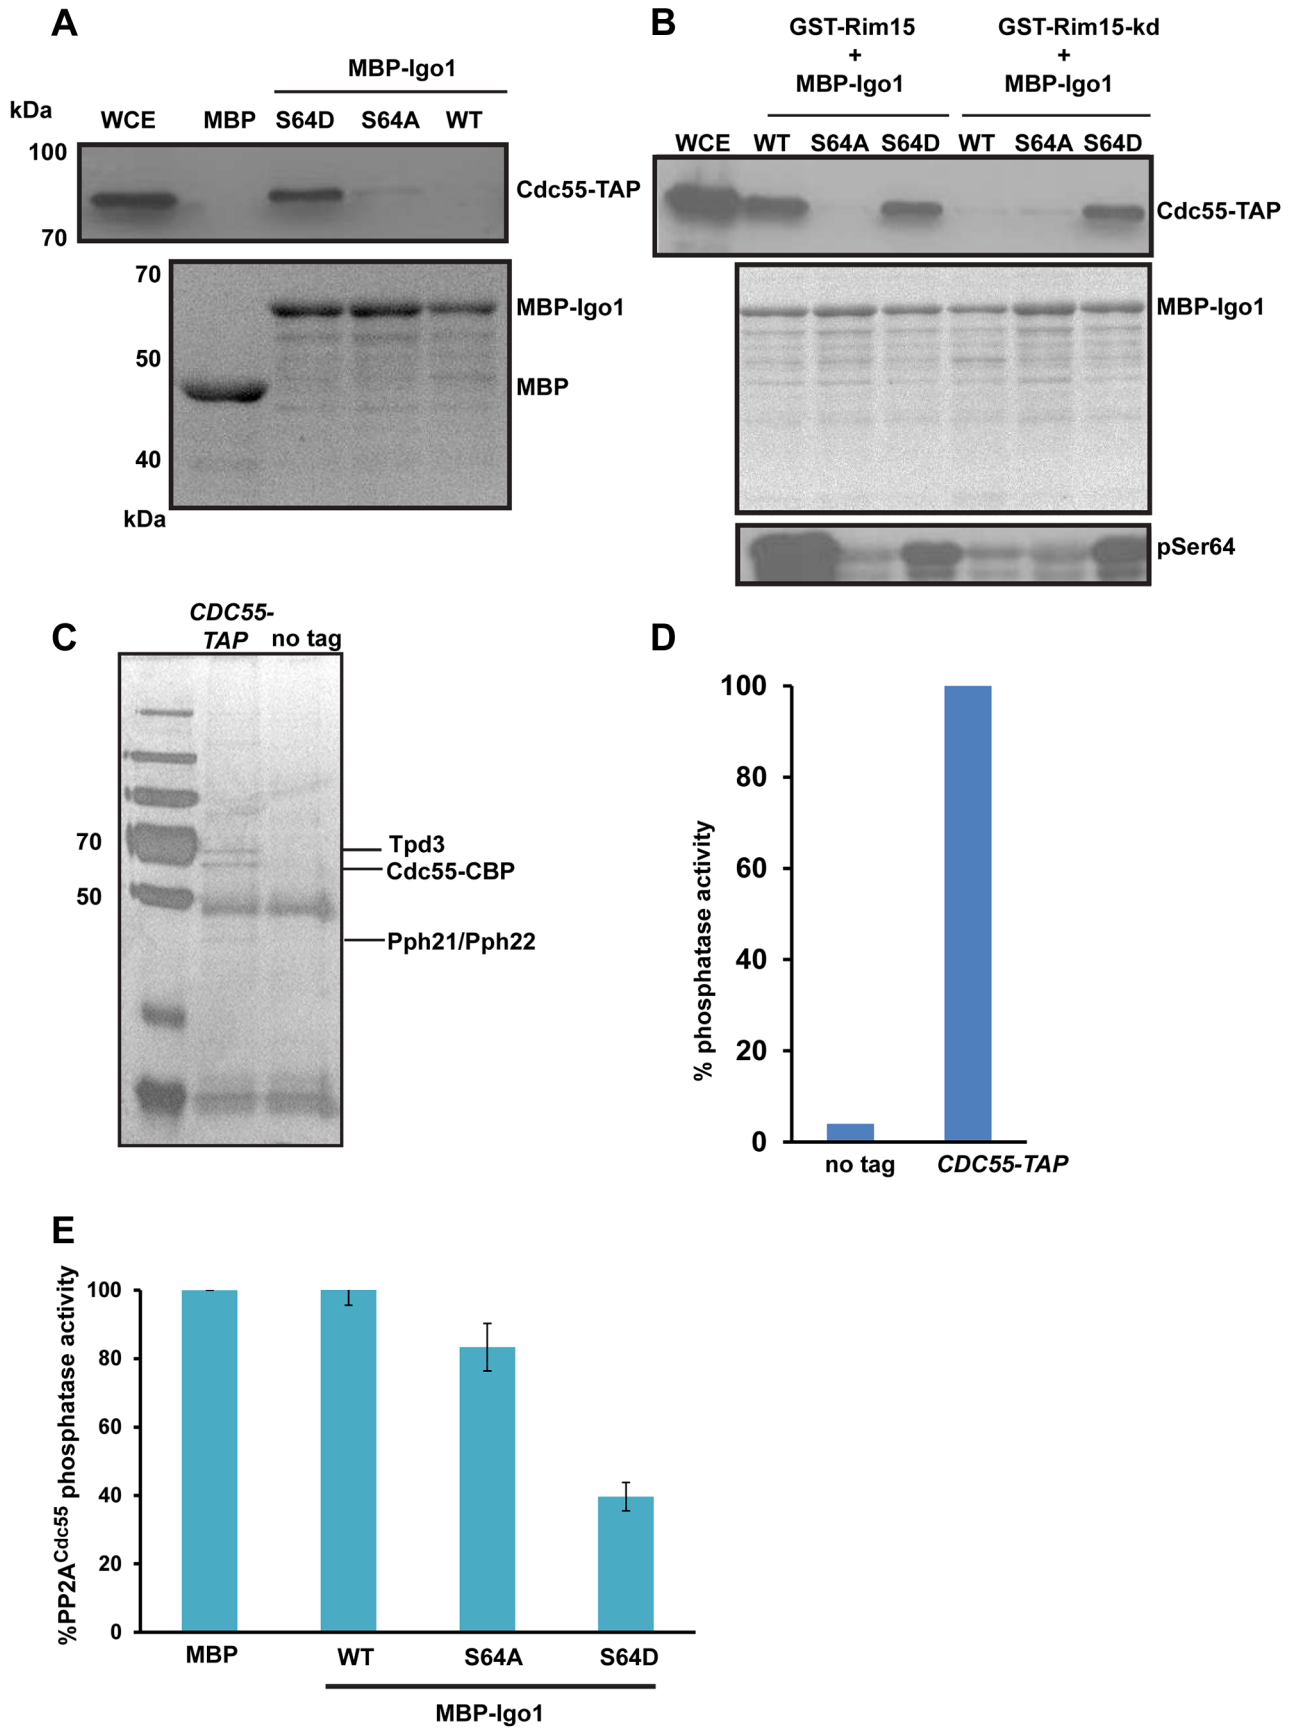 A
MBP-Igo1
kDa
WCE MBP S64D S64A WT
100
70
Cdc55-TAP
70
50
40
kDa
MBP-Igo1
MBP
B
GST-Rim15
+
MBP-Igo1
GST-Rim15-kd
+
MBP-Igo1
WCE WT S64A S64D WT S64A S64D
Cdc55-TAP
MBP-Igo1
pSer64
C
CDC55-
TAP
no tag
70
50
Tpd3
Cdc55-CBP
Pph21/Pph22
D
% phosphatase activity
100
80
60
40
20
0
no tag CDC55-TAP
E
%PP2ACdc55 phosphatase activity
100
80
60
40
20
0
MBP WT S64A S64D
MBP-Igo1